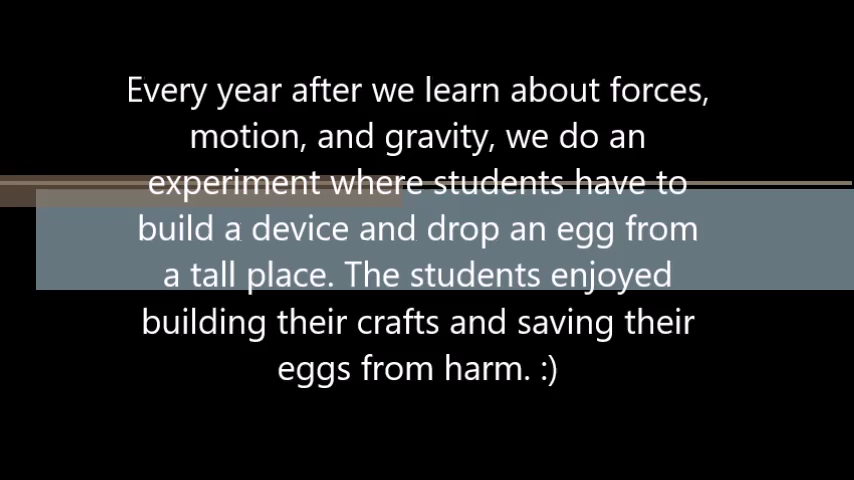 Every year after we learn about forces,
motion, and gravity, we do an
experiment where students have to
build a device and drop an egg from
a tall place. The students enjoyed
building their crafts and saving their
eggs from harm. :)